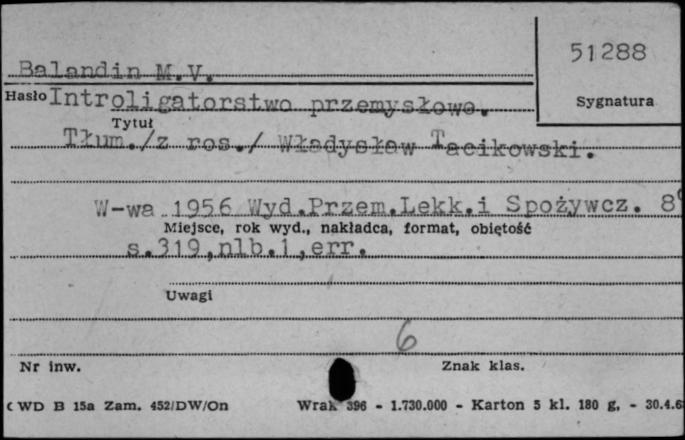 51288
Balandin M.V.
Hasło Introligatorstwo przemysłowe.
Sygnatura
Tytuł
Tłum./z ros./ Władysław Tacikowski.
W-wa 1956 Wyd.Przem.Lekk.i Spożywcz. 8°
Miejsce, rok wyd., nakładca, format, objętość
s.319,nlb.1,err.
Uwagi
6
Nr inw.
Znak klas.
CWD B 15a Zam. 452/DW/On Wrak 396 - 1.730.000 - Karton 5 kl. 180 g. - 30.4.6